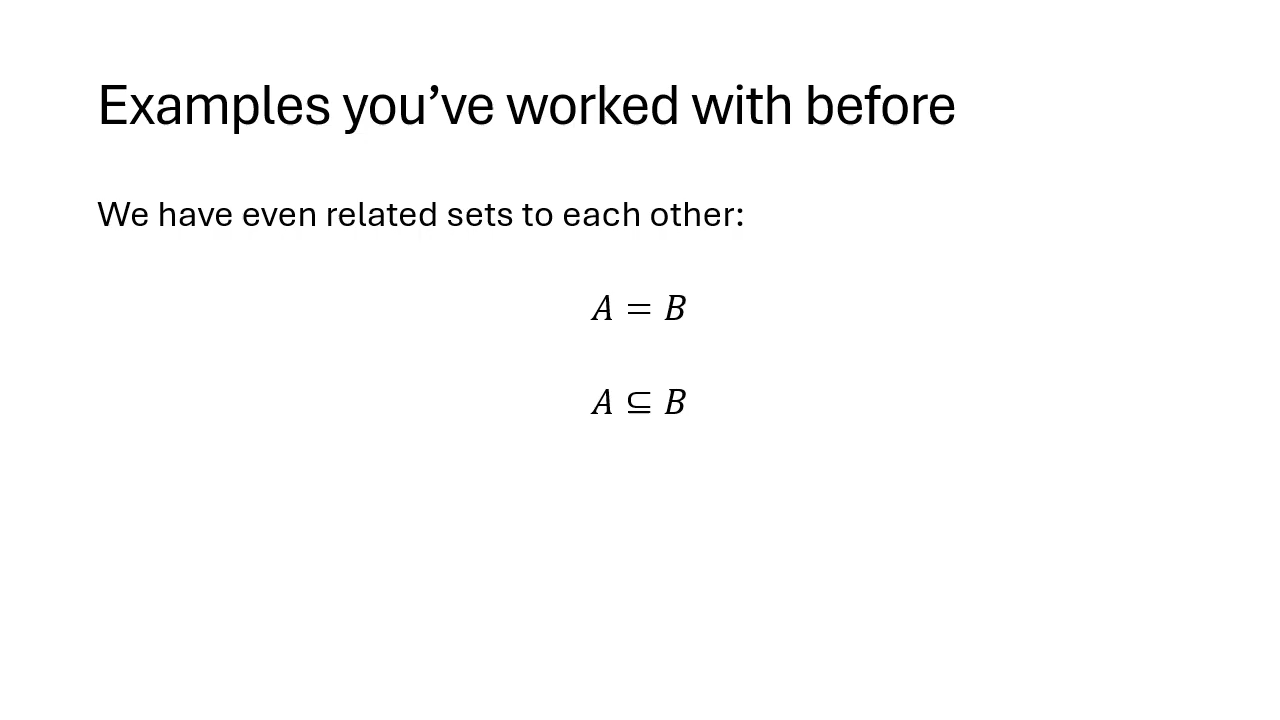 Examples you’ve worked with before
We have even related sets to each other:
A = B
A ⊆ B